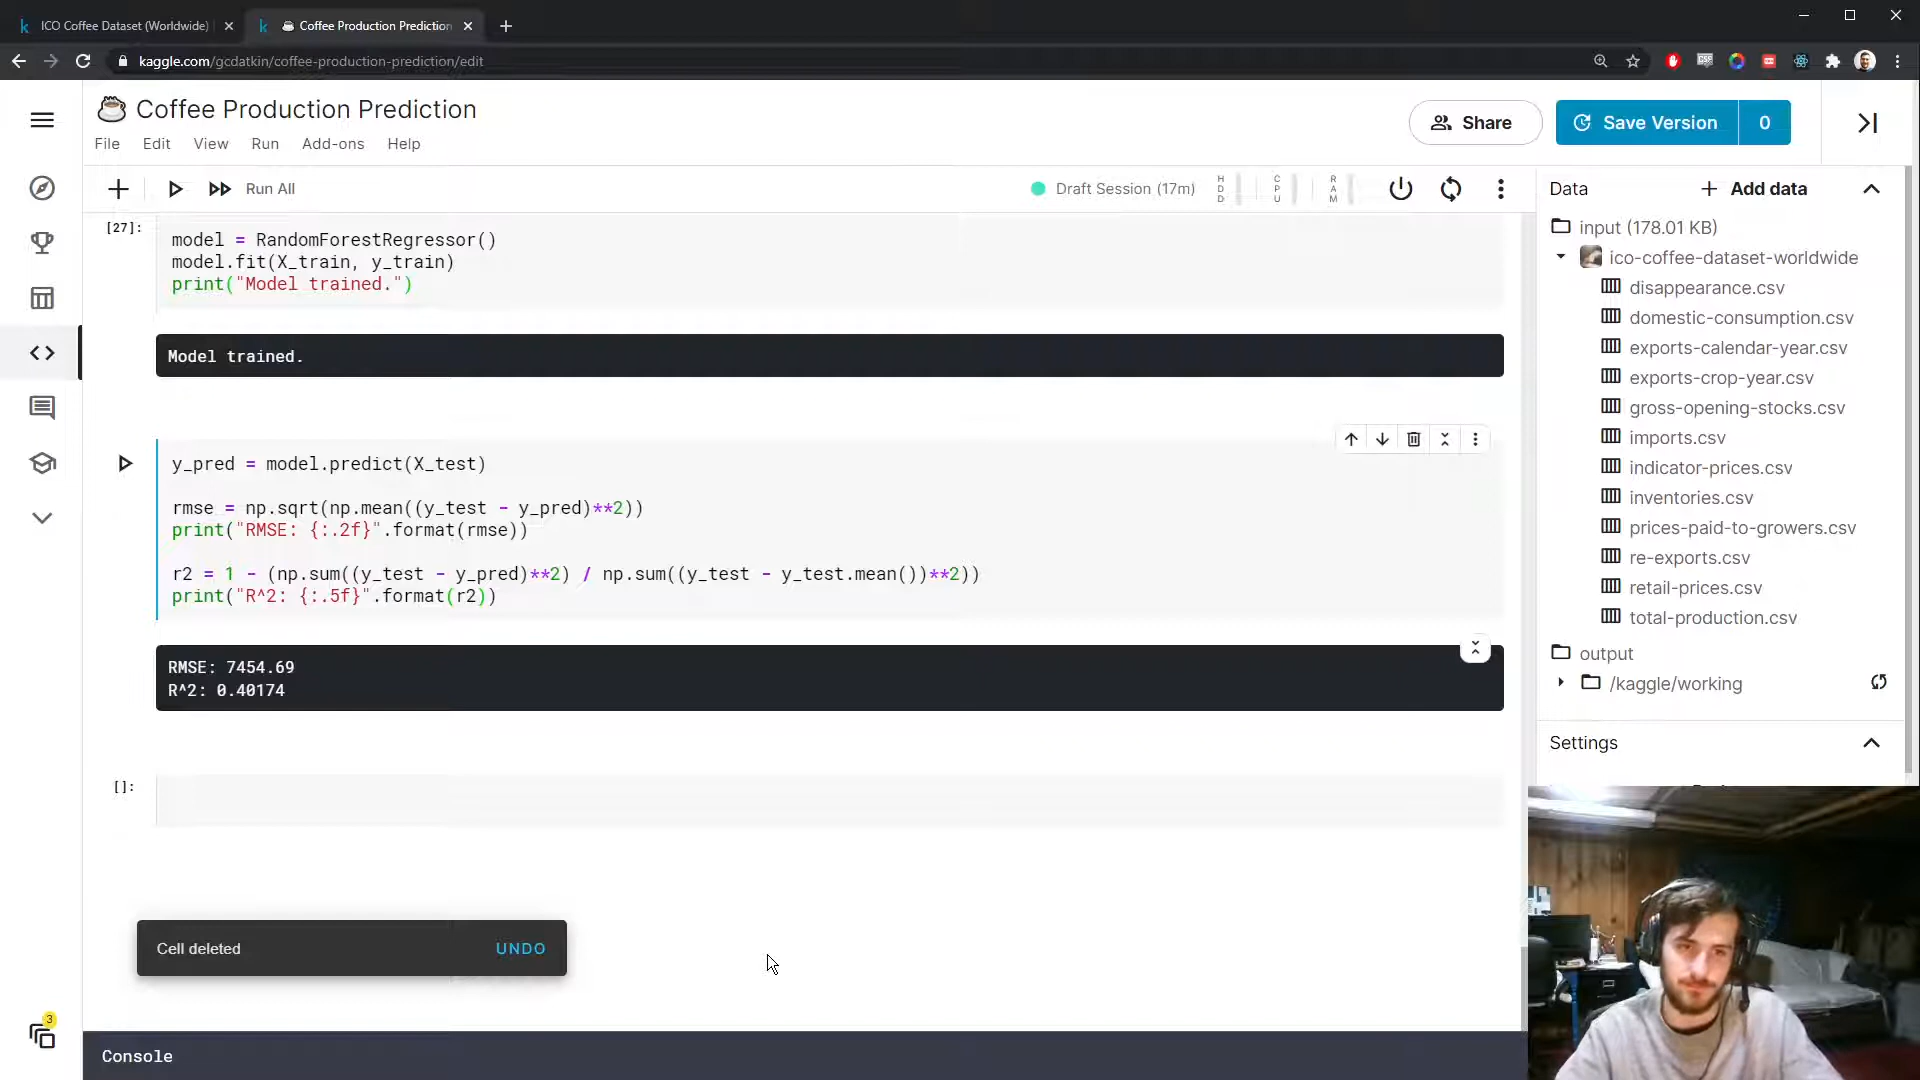 ICO Coffee Dataset (Worldwide)
Coffee Production Prediction
kaggle.com/gcdatkin/coffee-production-prediction/edit
Coffee Production Prediction
File Edit View Run Add-ons Help
Share
Save Version 0
Run All
Draft Session (17m)
HDD
CPU
RAM
Data
Add data
[27]:
model = RandomForestRegressor()
model.fit(X_train, y_train)
print("Model trained.")
Model trained.
y_pred = model.predict(X_test)
rmse = np.sqrt(np.mean((y_test - y_pred)**2))
print("RMSE: {:.2f}".format(rmse))
r2 = 1 - (np.sum((y_test - y_pred)**2) / np.sum((y_test - y_test.mean())**2))
print("R^2: {:.5f}".format(r2))
RMSE: 7454.69
R^2: 0.40174
[]:
Cell deleted UNDO
3
Console
input (178.01 KB)
ico-coffee-dataset-worldwide
disappearance.csv
domestic-consumption.csv
exports-calendar-year.csv
exports-crop-year.csv
gross-opening-stocks.csv
imports.csv
indicator-prices.csv
inventories.csv
prices-paid-to-growers.csv
re-exports.csv
retail-prices.csv
total-production.csv
output
/kaggle/working
Settings